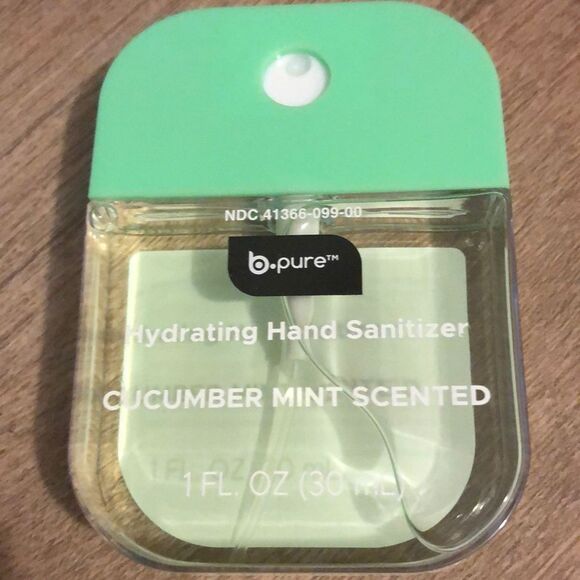 NDC 41366-099-00
b.pure™
Hydrating Hand Sanitizer
CUCUMBER MINT SCENTED
1 FL. OZ (30 mL)